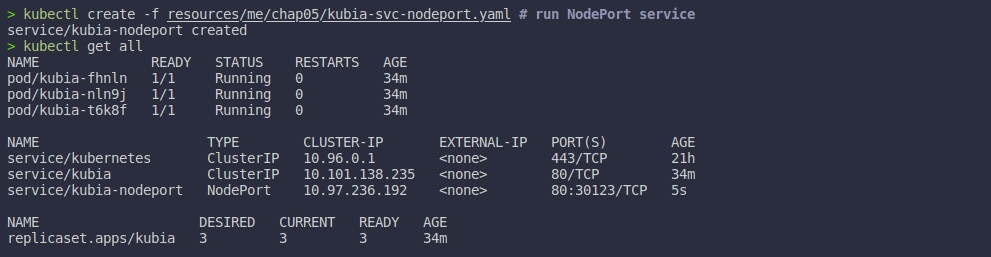 > kubectl create -f resources/me/chap05/kubia-svc-nodeport.yaml # run NodePort service
service/kubia-nodeport created
> kubectl get all
NAME              READY   STATUS    RESTARTS   AGE
pod/kubia-fhnln   1/1     Running   0          34m
pod/kubia-nln9j   1/1     Running   0          34m
pod/kubia-t6k8f   1/1     Running   0          34m

NAME                     TYPE        CLUSTER-IP       EXTERNAL-IP   PORT(S)        AGE
service/kubernetes       ClusterIP   10.96.0.1        <none>        443/TCP        21h
service/kubia            ClusterIP   10.101.138.235   <none>        80/TCP         34m
service/kubia-nodeport   NodePort    10.97.236.192    <none>        80:30123/TCP   5s

NAME                    DESIRED   CURRENT   READY   AGE
replicaset.apps/kubia   3         3         3       34m